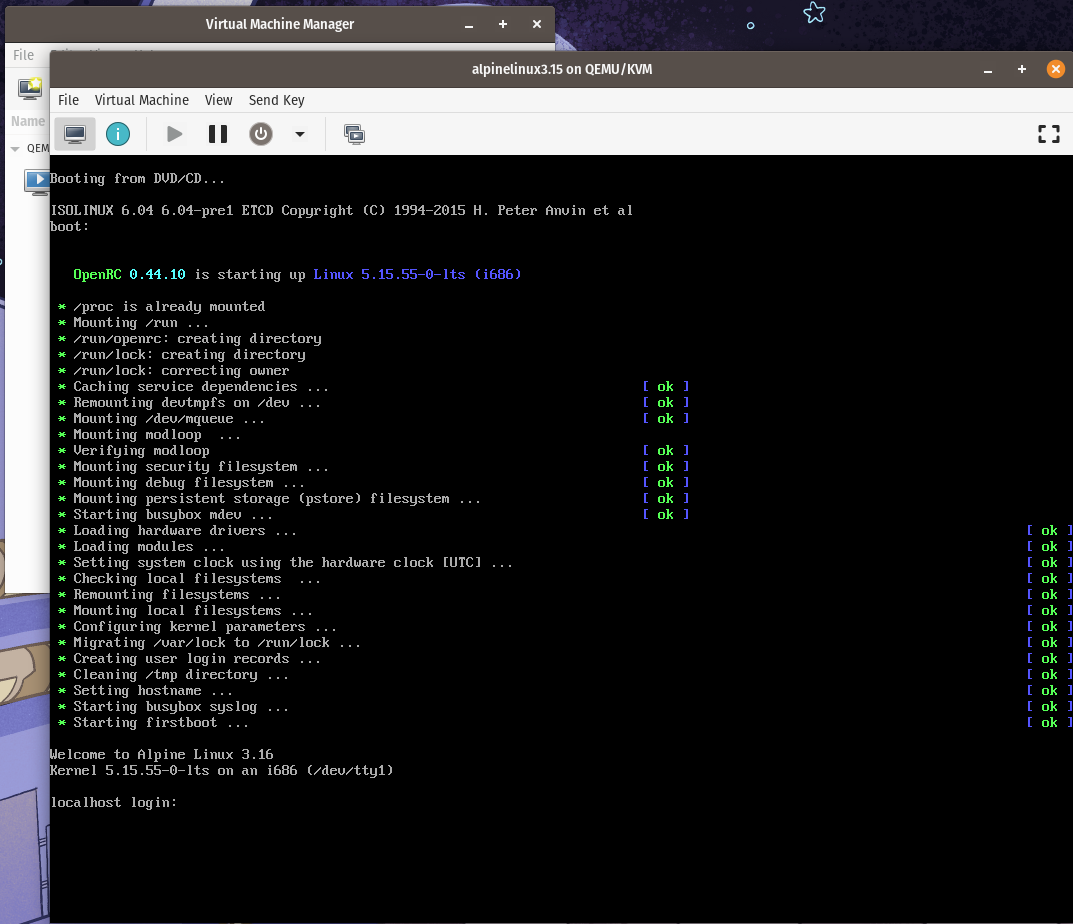 Virtual Machine Manager
File
Name
QEM
alpinelinux3.15 on QEMU/KVM
File Virtual Machine View Send Key
Booting from DVD/CD...
ISOLINUX 6.04 6.04-pre1 ETCD Copyright (C) 1994-2015 H. Peter Anvin et al
boot:
OpenRC 0.44.10 is starting up Linux 5.15.55-0-lts (i686)
* /proc is already mounted
* Mounting /run ...
* /run/openrc: creating directory
* /run/lock: creating directory
* /run/lock: correcting owner
* Caching service dependencies ... [ ok ]
* Remounting devtmpfs on /dev ... [ ok ]
* Mounting /dev/mqueue ... [ ok ]
* Mounting modloop  ...
* Verifying modloop [ ok ]
* Mounting security filesystem ... [ ok ]
* Mounting debug filesystem ... [ ok ]
* Mounting persistent storage (pstore) filesystem ... [ ok ]
* Starting busybox mdev ... [ ok ]
* Loading hardware drivers ... [ ok ]
* Loading modules ... [ ok ]
* Setting system clock using the hardware clock [UTC] ... [ ok ]
* Checking local filesystems  ... [ ok ]
* Remounting filesystems ... [ ok ]
* Mounting local filesystems ... [ ok ]
* Configuring kernel parameters ... [ ok ]
* Migrating /var/lock to /run/lock ... [ ok ]
* Creating user login records ... [ ok ]
* Cleaning /tmp directory ... [ ok ]
* Setting hostname ... [ ok ]
* Starting busybox syslog ... [ ok ]
* Starting firstboot ... [ ok ]
Welcome to Alpine Linux 3.16
Kernel 5.15.55-0-lts on an i686 (/dev/tty1)
localhost login: